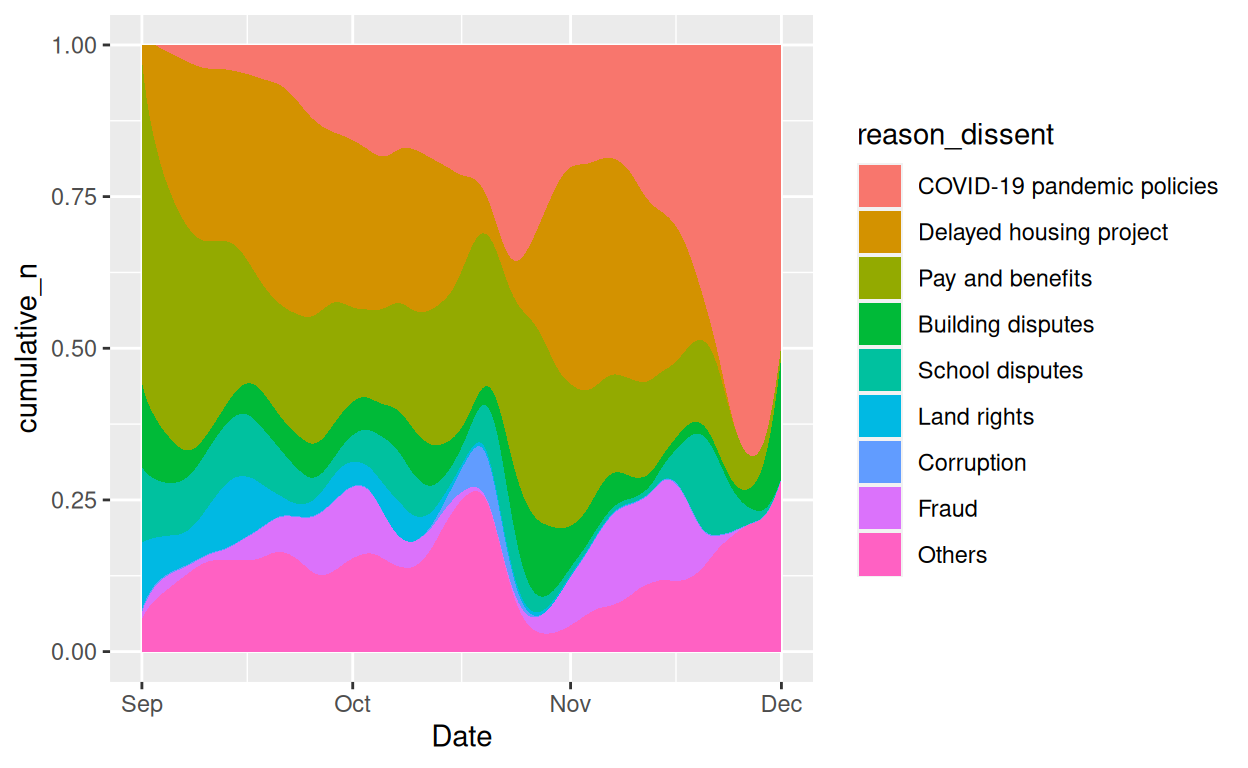 1.00
0.75
0.50
0.25
0.00
cumulative_n
Sep Oct Nov Dec
Date
reason_dissent
COVID-19 pandemic policies
Delayed housing project
Pay and benefits
Building disputes
School disputes
Land rights
Corruption
Fraud
Others